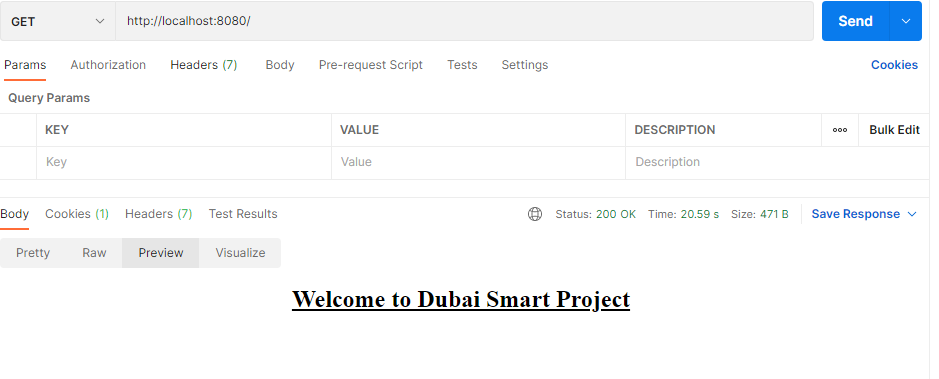 GET http://localhost:8080/ Send
Params Authorization Headers (7) Body Pre-request Script Tests Settings Cookies
Query Params
KEY VALUE DESCRIPTION ooo Bulk Edit
Key Value Description
Body Cookies (1) Headers (7) Test Results Status: 200 OK Time: 20.59 s Size: 471 B Save Response
Pretty Raw Preview Visualize
Welcome to Dubai Smart Project